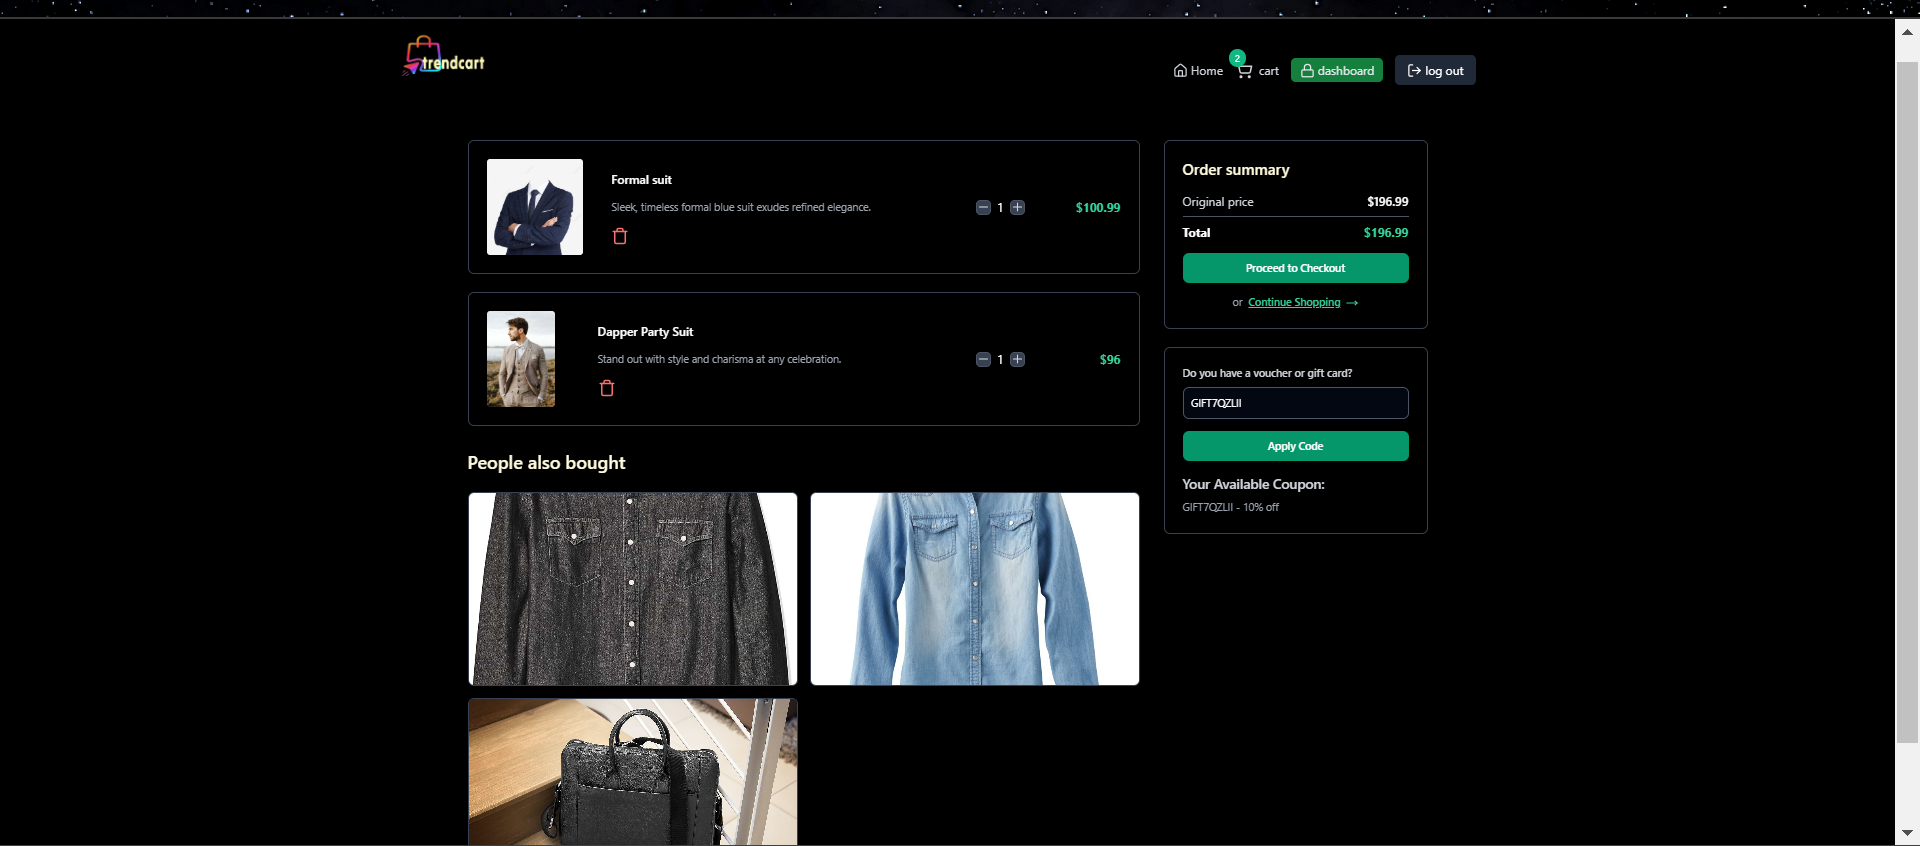 trendcart
Home
2
cart
dashboard
log out
Formal suit
Sleek, timeless formal blue suit exudes refined elegance.
1
$100.99
Dapper Party Suit
Stand out with style and charisma at any celebration.
1
$96
People also bought
Order summary
Original price $196.99
Total $196.99
Proceed to Checkout
or Continue Shopping →
Do you have a voucher or gift card?
GIFT7QZLII
Apply Code
Your Available Coupon:
GIFT7QZLII - 10% off